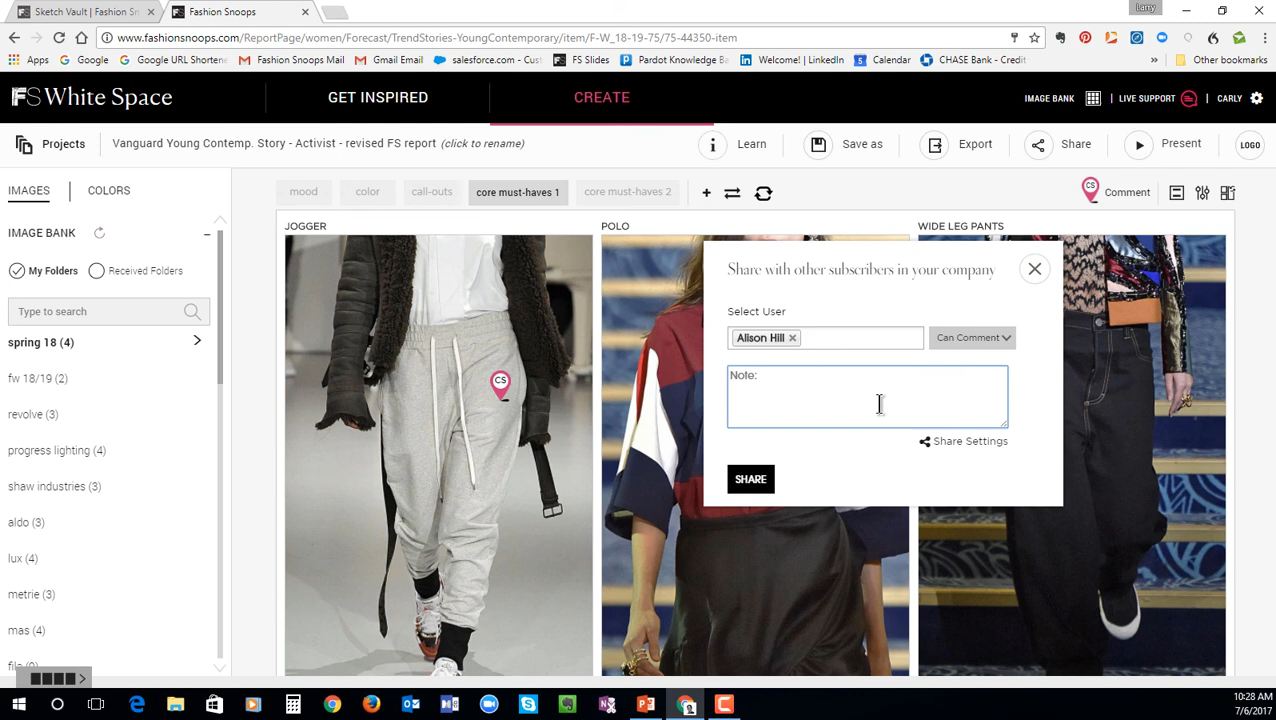 Sketch Vault | Fashion Sn
Fashion Snoops
Larry
www.fashionsnoops.com/ReportPage/women/Forecast/TrendStories-YoungContemporary/item/F-W_18-19-75/75-44350-item
Apps
Google
Google URL Shortene
Fashion Snoops Mail
Gmail Email
salesforce.com - Cust
FS Slides
Pardot Knowledge Ba
Welcome! | LinkedIn
Calendar
CHASE Bank - Credit
Other bookmarks
FS White Space
GET INSPIRED
CREATE
IMAGE BANK
LIVE SUPPORT
CARLY
Projects
Vanguard Young Contemp. Story - Activist - revised FS report (click to rename)
Learn
Save as
Export
Share
Present
LOGO
IMAGES
COLORS
mood
color
call-outs
core must-haves 1
core must-haves 2
CS
Comment
IMAGE BANK
My Folders
Received Folders
Type to search
spring 18 (4)
fw 18/19 (2)
revolve (3)
progress lighting (4)
shaw industries (3)
aldo (3)
lux (4)
metrie (3)
mas (4)
JOGGER
POLO
WIDE LEG PANTS
CS
Share with other subscribers in your company
Select User
Alison Hill
Can Comment
Note:
Share Settings
SHARE
10:28 AM
7/6/2017